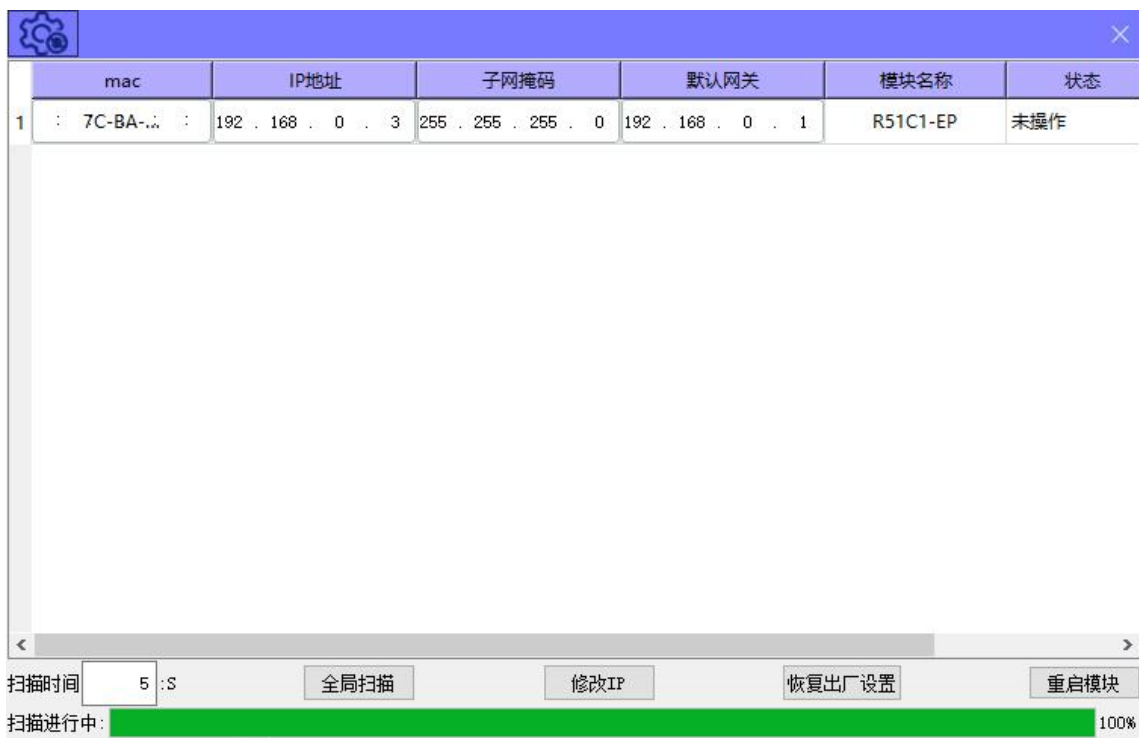 mac IP地址 子网掩码 默认网关 模块名称 状态
1 7C-BA-... 192 . 168 . 0 . 3 255 . 255 . 255 . 0 192 . 168 . 0 . 1 R51C1-EP 未操作
扫描时间 5 :S 全局扫描 修改IP 恢复出厂设置 重启模块
扫描进行中: 100%